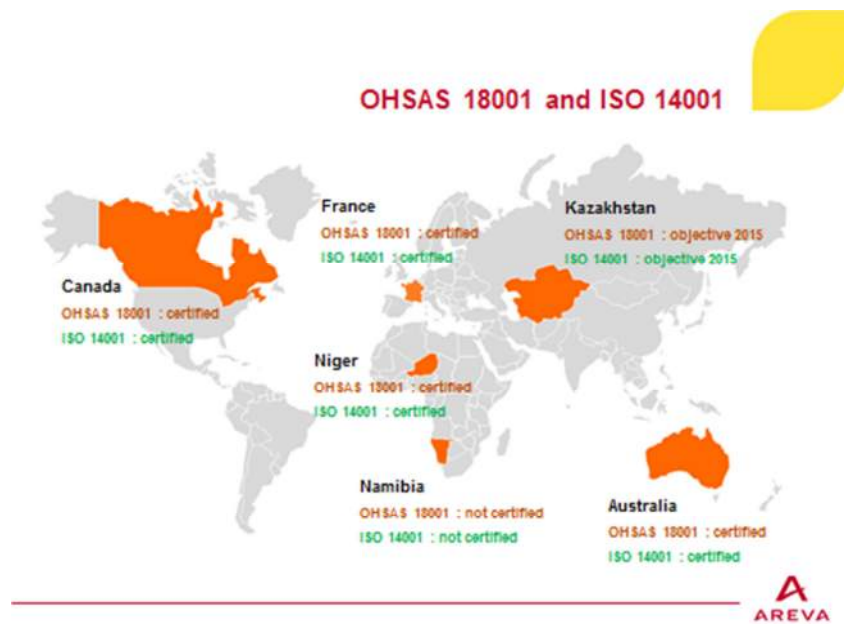 OHSAS 18001 and ISO 14001
France
OHSAS 18001 : certified
ISO 14001 : certified
Kazakhstan
OHSAS 18001 : objective 2015
ISO 14001 : objective 2015
Canada
OHSAS 18001 : certified
ISO 14001 : certified
Niger
OHSAS 18001 : certified
ISO 14001 : certified
Namibia
OHSAS 18001 : not certified
ISO 14001 : not certified
Australia
OHSAS 18001 : certified
ISO 14001 : certified
AREVA